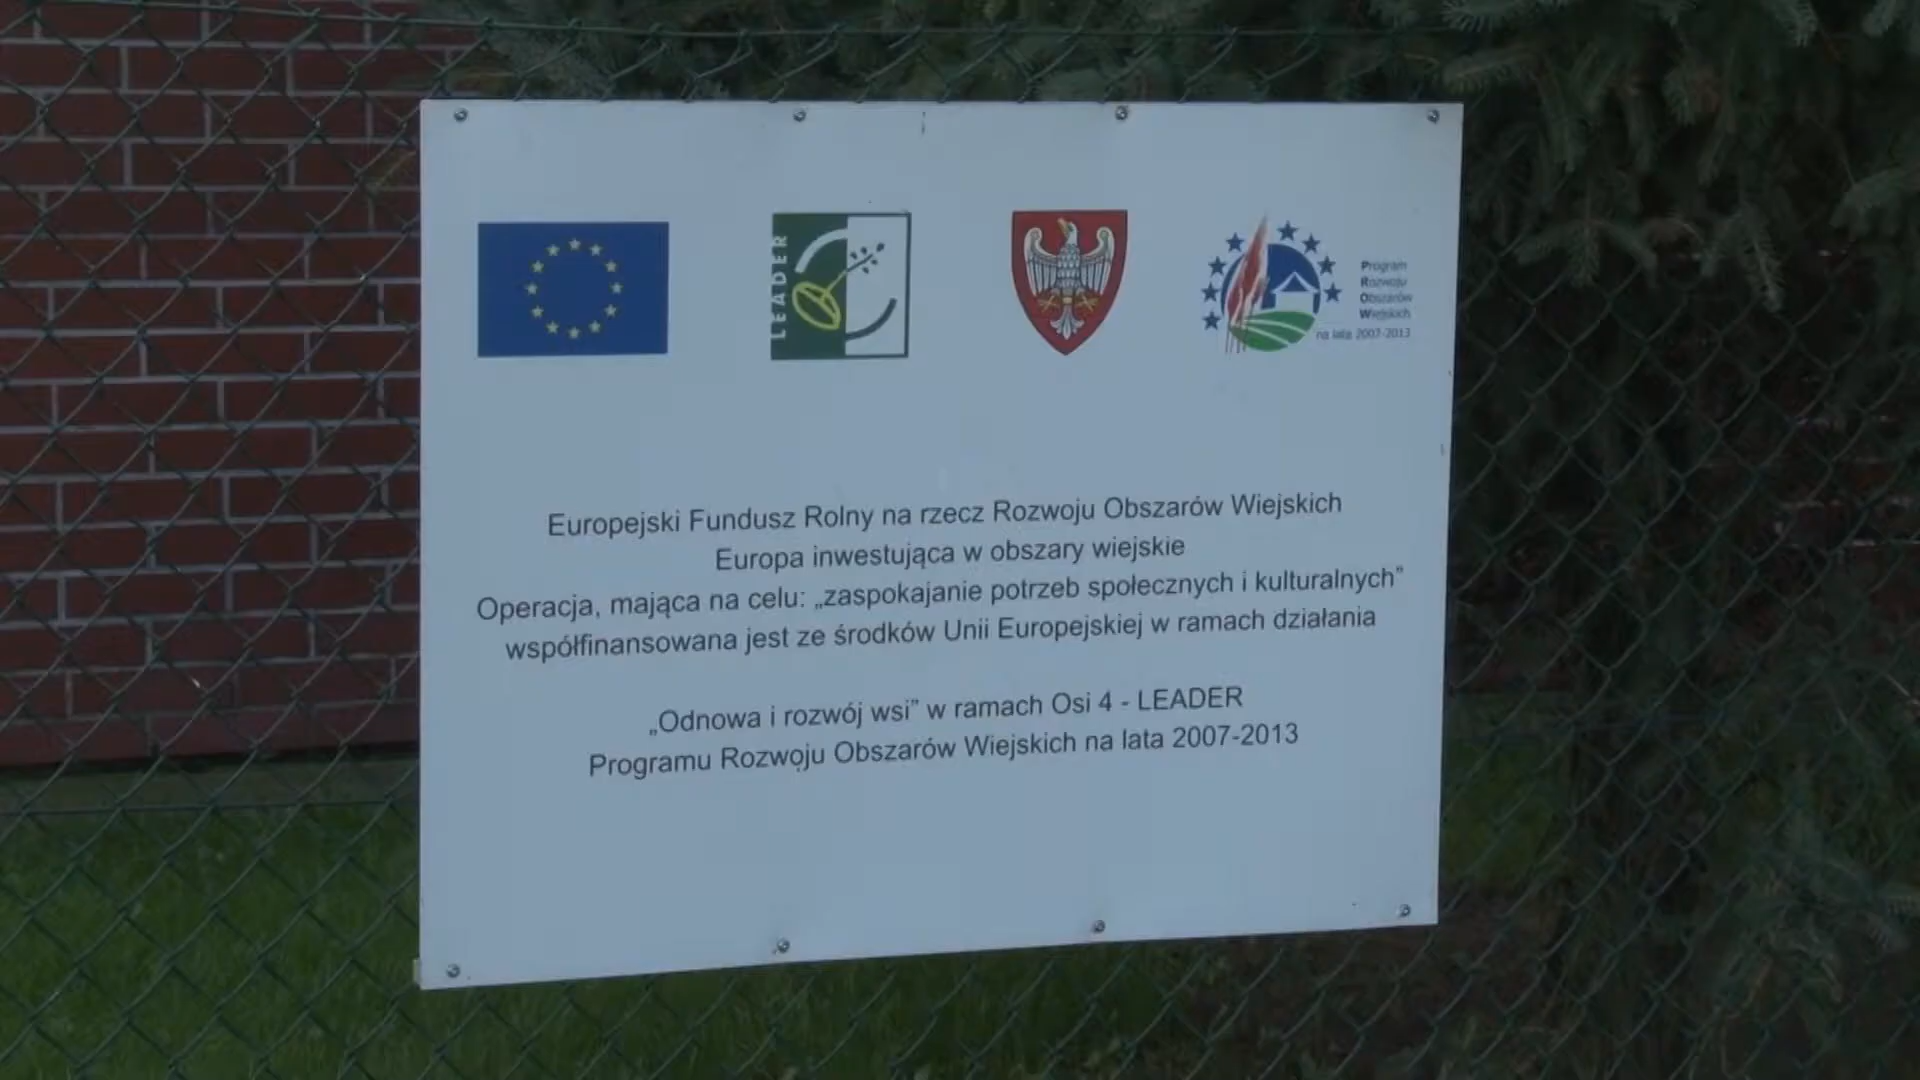 LEADER
Program
Rozwoju
Obszarów
Wiejskich
na lata 2007-2013
Europejski Fundusz Rolny na rzecz Rozwoju Obszarów Wiejskich
Europa inwestująca w obszary wiejskie
Operacja, mająca na celu: „zaspokajanie potrzeb społecznych i kulturalnych”
współfinansowana jest ze środków Unii Europejskiej w ramach działania
„Odnowa i rozwój wsi” w ramach Osi 4 - LEADER
Programu Rozwoju Obszarów Wiejskich na lata 2007-2013